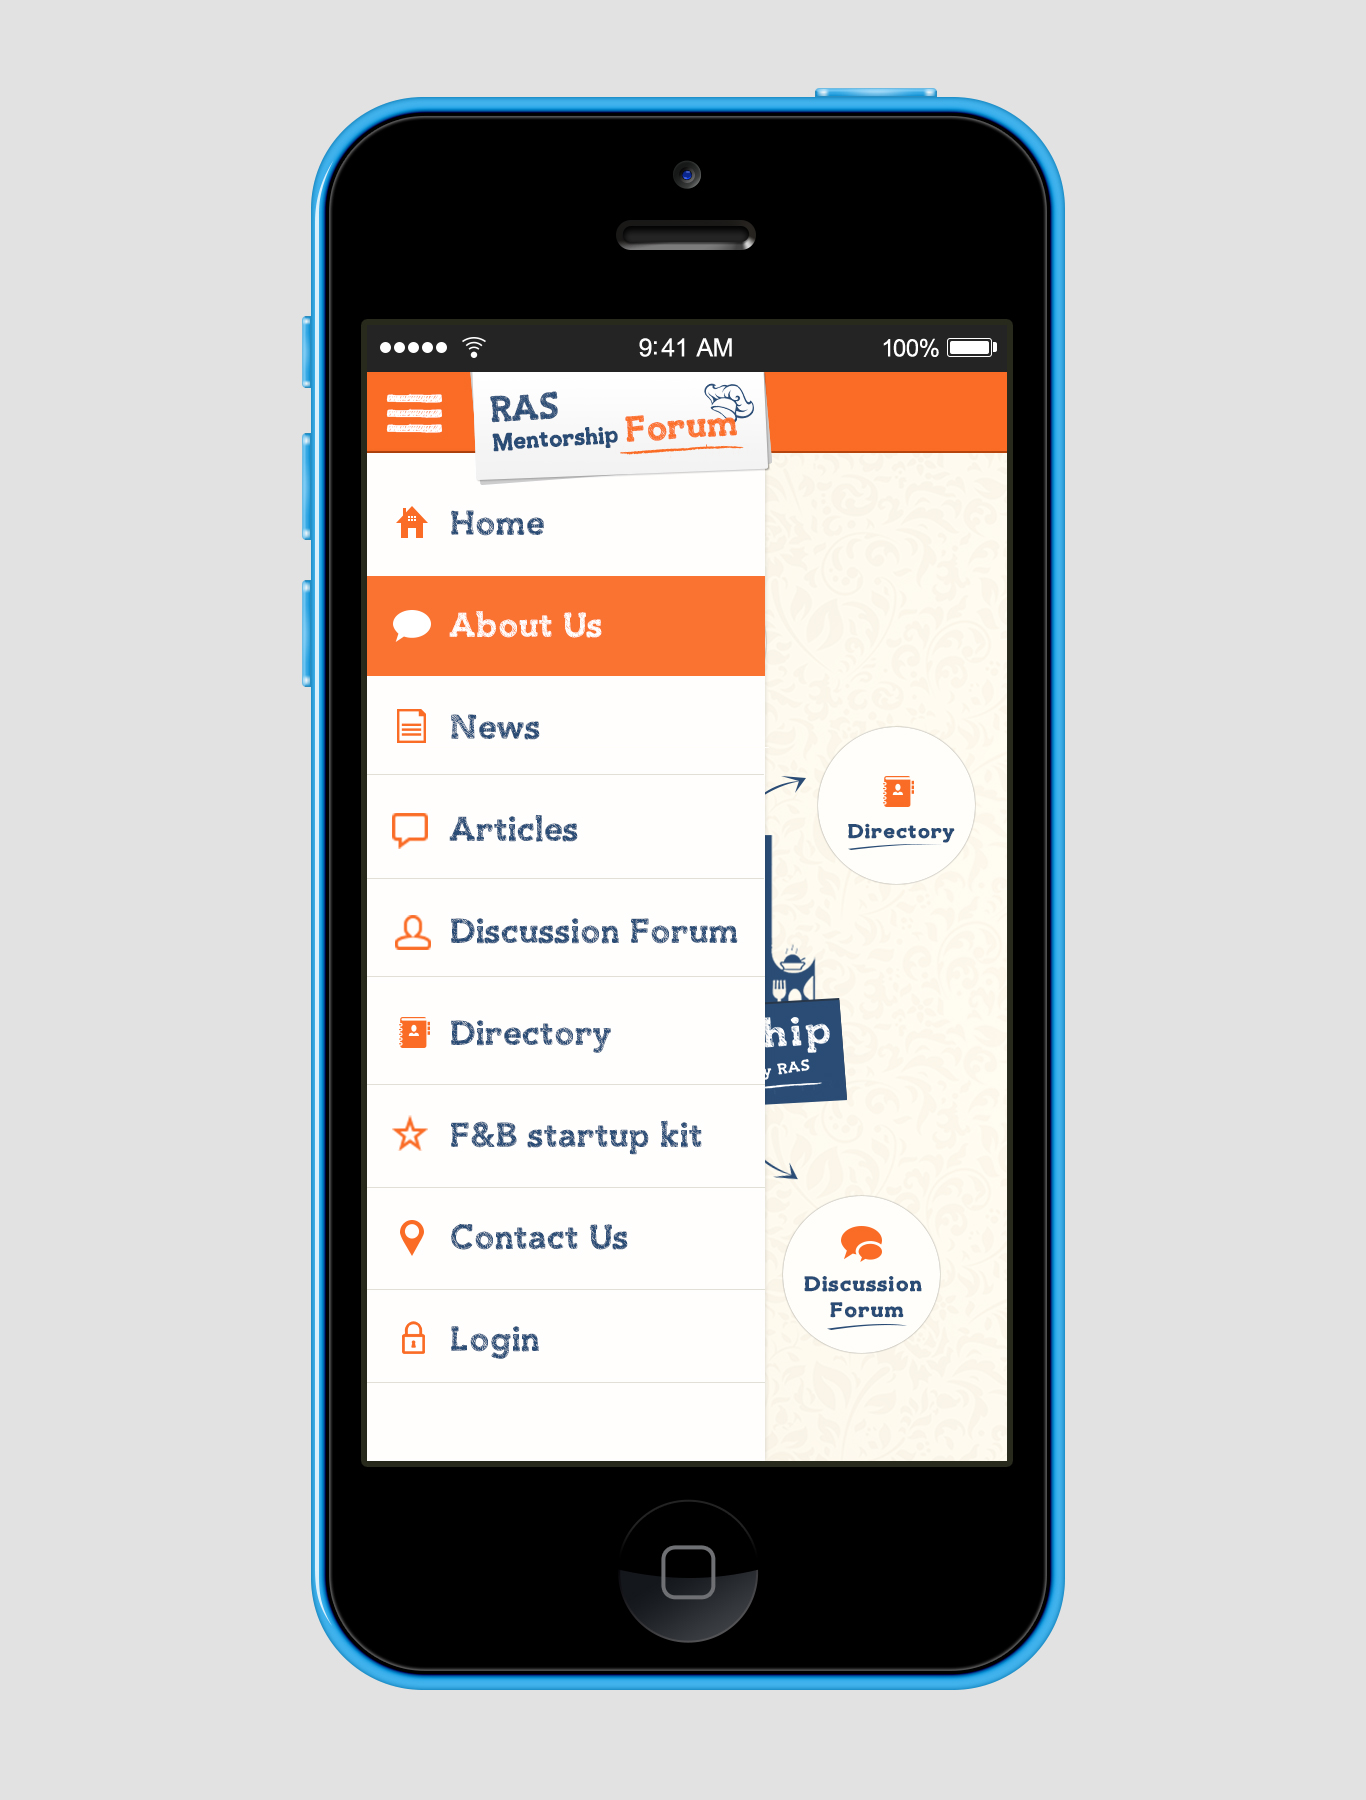 9:41 AM
100%
RAS
Mentorship Forum
Home
About Us
News
Articles
Discussion Forum
Directory
F&B startup kit
Contact Us
Login
Directory
hip
y RAS
Discussion
Forum